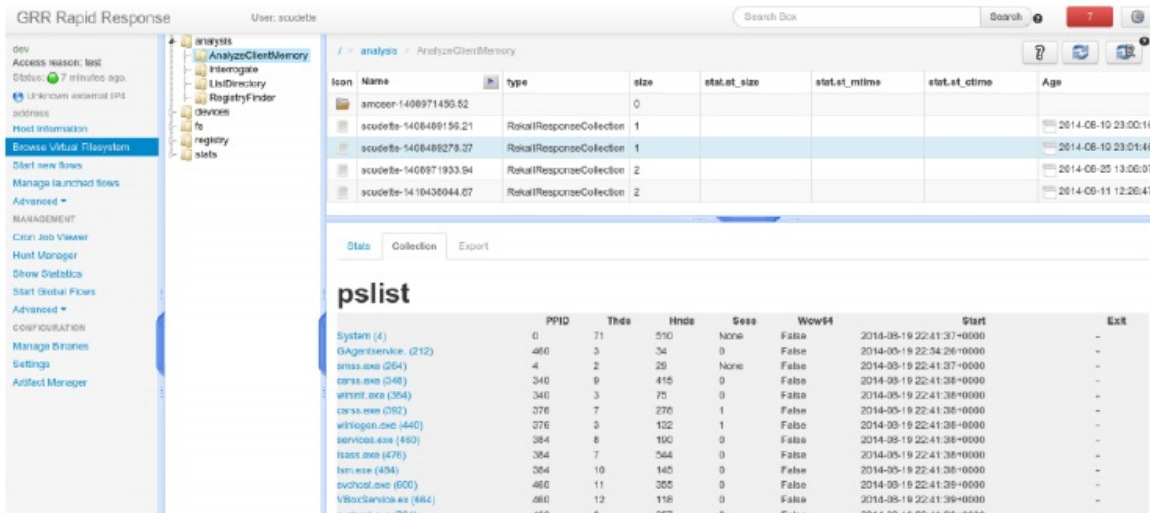 GRR Rapid Response
User: scudette
Search Box
Search
7
dev
Access reason: test
Status: 7 minutes ago.
Unknown external IP4
address
Host Information
Browse Virtual Filesystem
Start new flows
Manage launched flows
Advanced
MANAGEMENT
Cron Job Viewer
Hunt Manager
Show Statistics
Start Global Flows
Advanced
CONFIGURATION
Manage Binaries
Settings
Artifact Manager
analysis
AnalyzeClientMemory
Interrogate
ListDirectory
RegistryFinder
devices
fs
registry
stats
/ analysis AnalyzeClientMemory
Icon Name type size stat.st_size stat.st_mtime stat.st_ctime Age
amoser-1408971456.52 0
scudette-1408489156.21 RekallResponseCollection 1 2014-08-19 23:00:16
scudette-1408489278.37 RekallResponseCollection 1 2014-08-19 23:01:46
scudette-1408971933.94 RekallResponseCollection 2 2014-08-25 13:06:07
scudette-1410438044.67 RekallResponseCollection 2 2014-09-11 12:26:47
Stats Collection Export
pslist
PPID Thds Hnds Sess Wow64 Start Exit
System (4) 0 71 510 None False 2014-08-19 22:41:37+0000 -
GAgentservice. (212) 460 3 34 0 False 2014-08-19 22:54:26+0000 -
smss.exe (264) 4 2 29 None False 2014-08-19 22:41:37+0000 -
csrss.exe (348) 340 9 415 0 False 2014-08-19 22:41:38+0000 -
wininit.exe (384) 340 3 75 0 False 2014-08-19 22:41:38+0000 -
csrss.exe (392) 376 7 276 1 False 2014-08-19 22:41:38+0000 -
winlogon.exe (440) 376 3 132 1 False 2014-08-19 22:41:38+0000 -
services.exe (460) 384 8 190 0 False 2014-08-19 22:41:38+0000 -
lsass.exe (476) 384 7 544 0 False 2014-08-19 22:41:38+0000 -
lsm.exe (484) 384 10 145 0 False 2014-08-19 22:41:38+0000 -
svchost.exe (600) 460 11 355 0 False 2014-08-19 22:41:39+0000 -
VBoxService.ex (664) 460 12 118 0 False 2014-08-19 22:41:39+0000 -